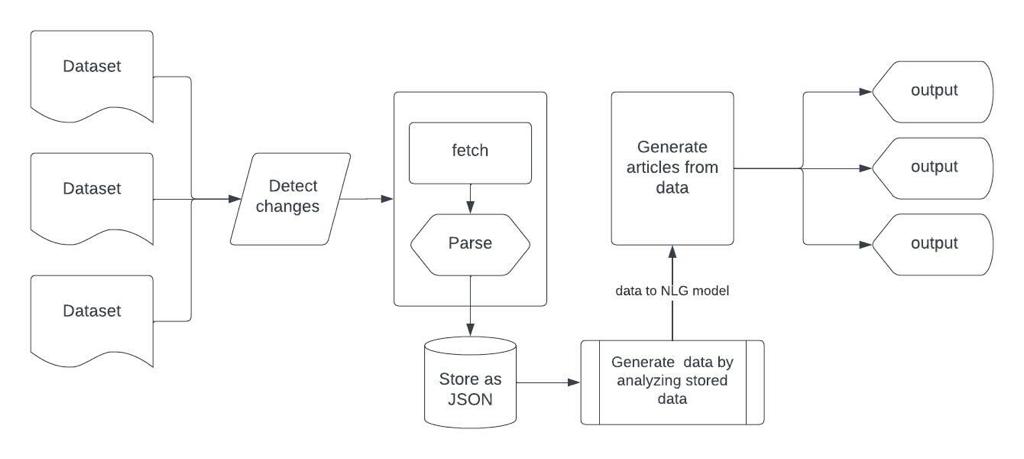 Dataset
Dataset
Dataset
Detect
changes
fetch
Parse
Store as
JSON
Generate data by
analyzing stored
data
data to NLG model
Generate
articles from
data
output
output
output